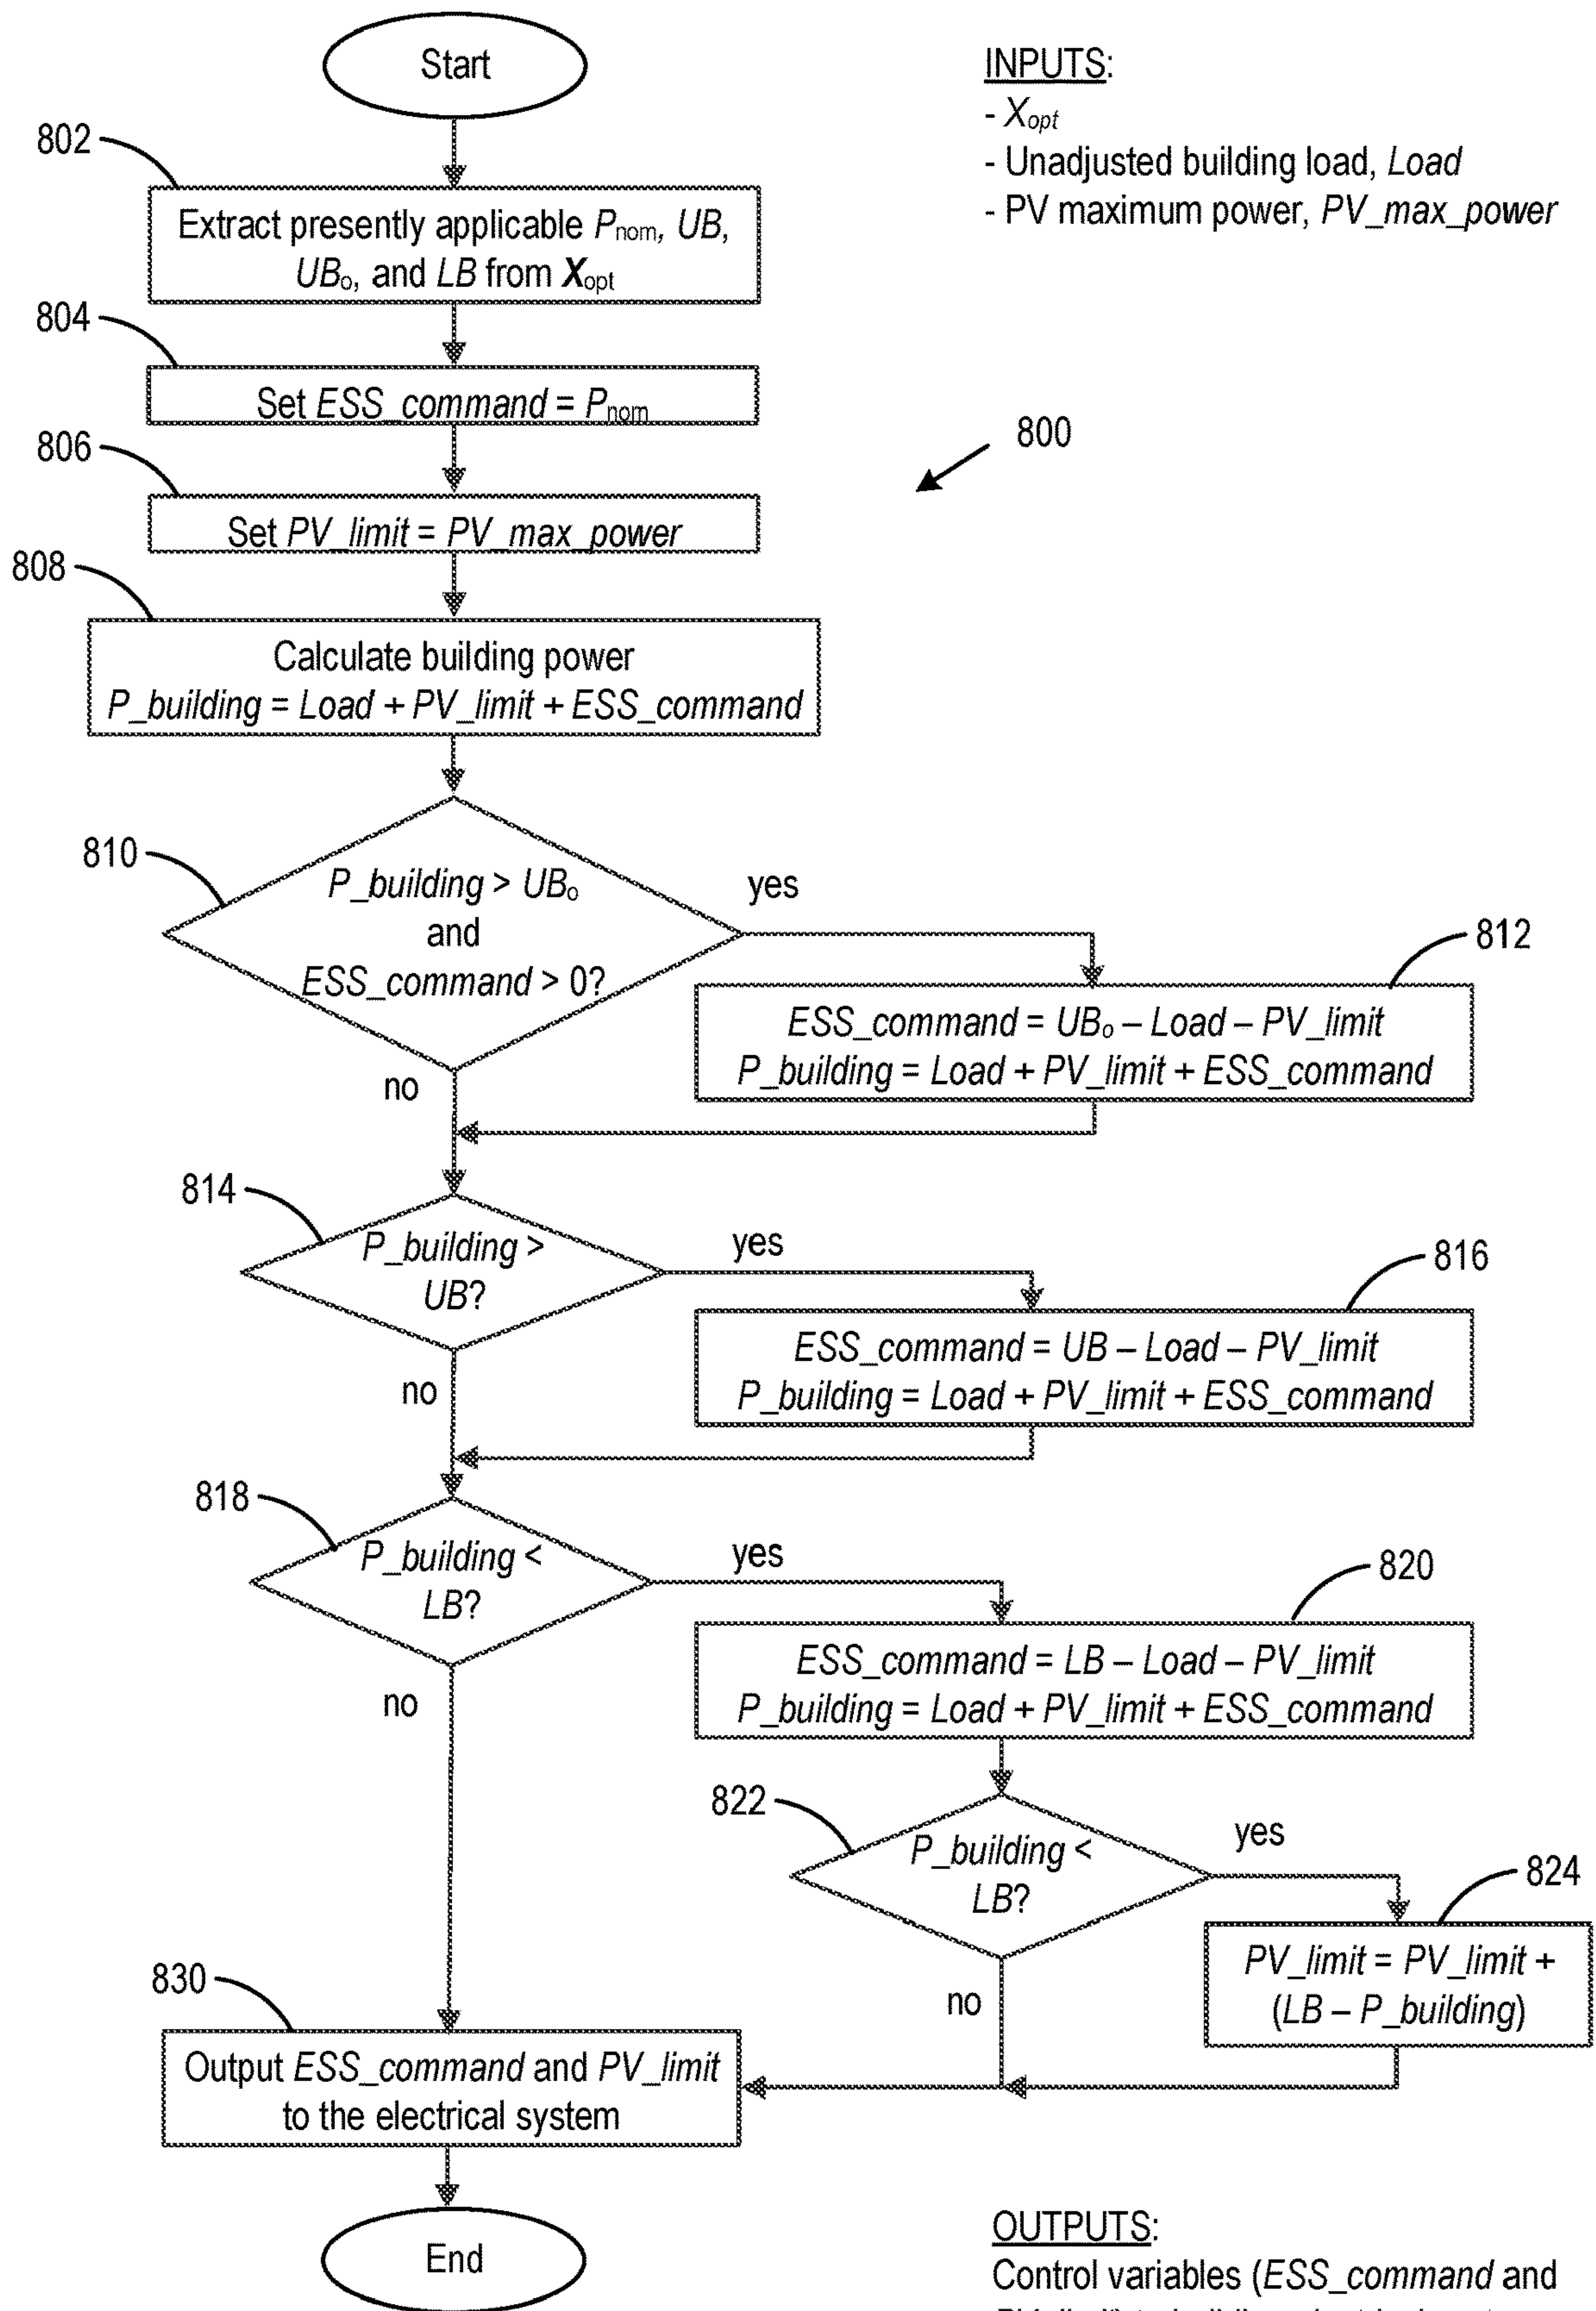 Start
INPUTS:
- Xopt
- Unadjusted building load, Load
- PV maximum power, PV_max_power
802
Extract presently applicable Pnom, UB,
UBo, and LB from Xopt
804
Set ESS_command = Pnom
800
806
Set PV_limit = PV_max_power
808
Calculate building power
P_building = Load + PV_limit + ESS_command
810
P_building > UBo
and
ESS_command > 0?
yes
no
812
ESS_command = UBo – Load – PV_limit
P_building = Load + PV_limit + ESS_command
814
P_building >
UB?
yes
no
816
ESS_command = UB – Load – PV_limit
P_building = Load + PV_limit + ESS_command
818
P_building <
LB?
yes
no
820
ESS_command = LB – Load – PV_limit
P_building = Load + PV_limit + ESS_command
822
P_building <
LB?
yes
no
824
PV_limit = PV_limit +
(LB – P_building)
830
Output ESS_command and PV_limit
to the electrical system
End
OUTPUTS:
Control variables (ESS_command and